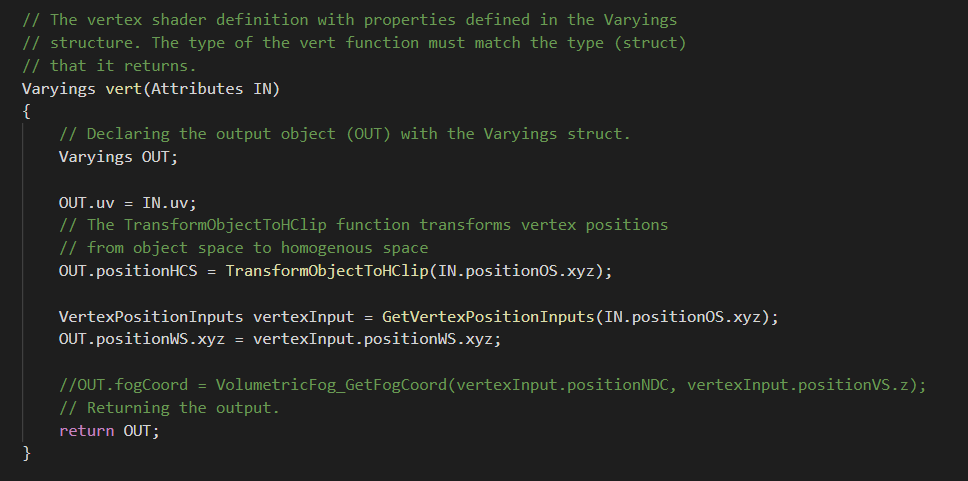 // The vertex shader definition with properties defined in the Varyings
// structure. The type of the vert function must match the type (struct)
// that it returns.
Varyings vert(Attributes IN)
{
// Declaring the output object (OUT) with the Varyings struct.
Varyings OUT;
OUT.uv = IN.uv;
// The TransformObjectToHClip function transforms vertex positions
// from object space to homogenous space
OUT.positionHCS = TransformObjectToHClip(IN.positionOS.xyz);
VertexPositionInputs vertexInput = GetVertexPositionInputs(IN.positionOS.xyz);
OUT.positionWS.xyz = vertexInput.positionWS.xyz;
//OUT.fogCoord = VolumetricFog_GetFogCoord(vertexInput.positionNDC, vertexInput.positionVS.z);
// Returning the output.
return OUT;
}